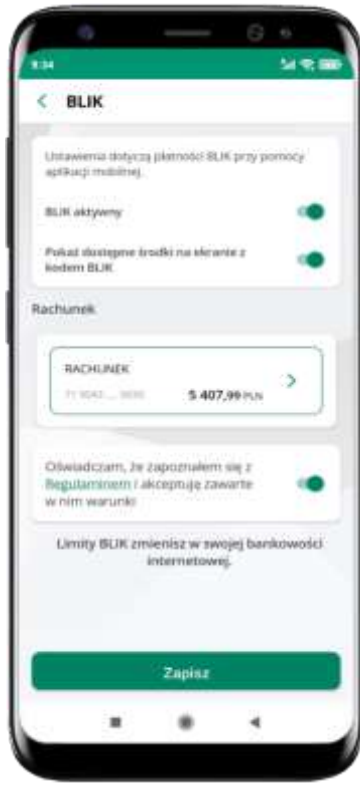 9:34
BLIK
Ustawienia dotyczą płatności BLIK przy pomocy
aplikacji mobilnej.
BLIK aktywny
Pokaż dostępne środki na ekranie z
kodem BLIK
Rachunek
RACHUNEK
5 407,99 PLN
Oświadczam, że zapoznałem się z
Regulaminem i akceptuję zawarte
w nim warunki
Limity BLIK zmienisz w swojej bankowości
internetowej.
Zapisz